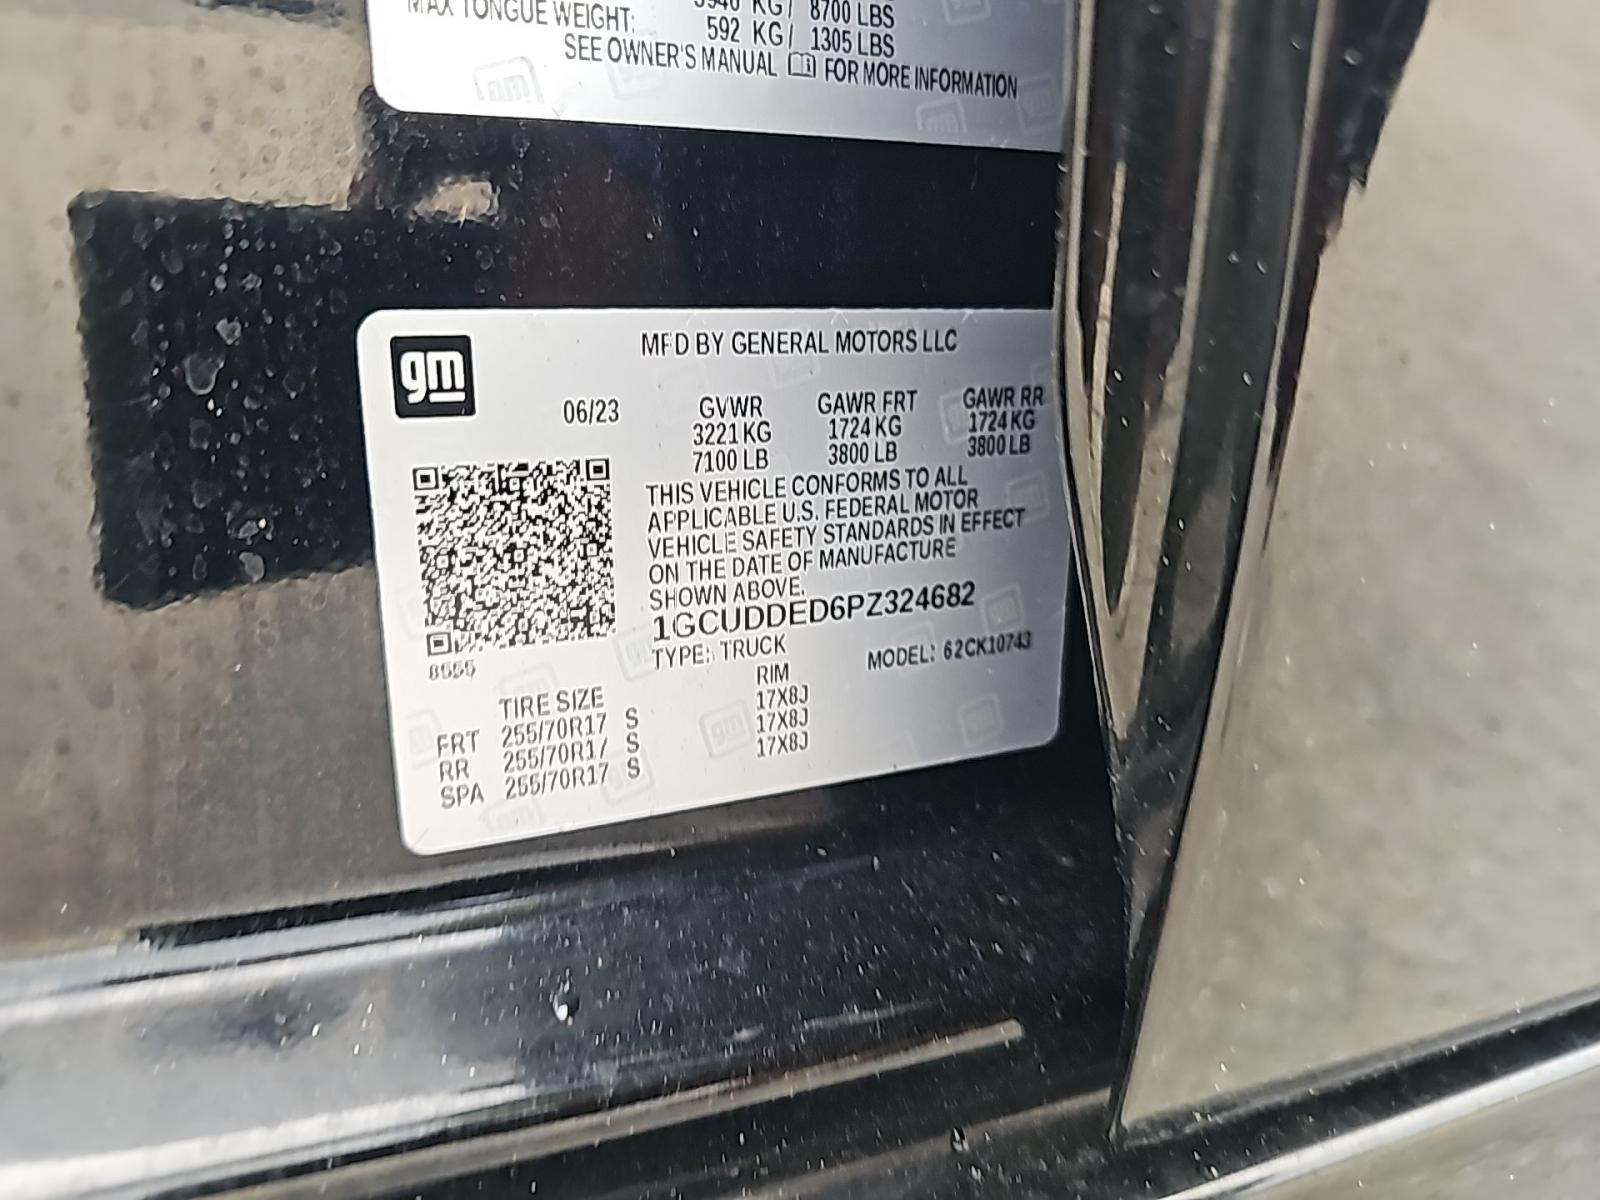 MAX TONGUE WEIGHT: 3946 KG/ 8700 LBS
592 KG/ 1305 LBS
SEE OWNER'S MANUAL FOR MORE INFORMATION
gm
MFD BY GENERAL MOTORS LLC
06/23 GVWR GAWR FRT GAWR RR
3221 KG 1724 KG 1724 KG
7100 LB 3800 LB 3800 LB
THIS VEHICLE CONFORMS TO ALL
APPLICABLE U.S. FEDERAL MOTOR
VEHICLE SAFETY STANDARDS IN EFFECT
ON THE DATE OF MANUFACTURE
SHOWN ABOVE.
1GCUDDED6PZ324682
TYPE: TRUCK MODEL: 62CK10743
8555
TIRE SIZE RIM
FRT 255/70R17 S 17X8J
RR 255/70R17 S 17X8J
SPA 255/70R17 S 17X8J